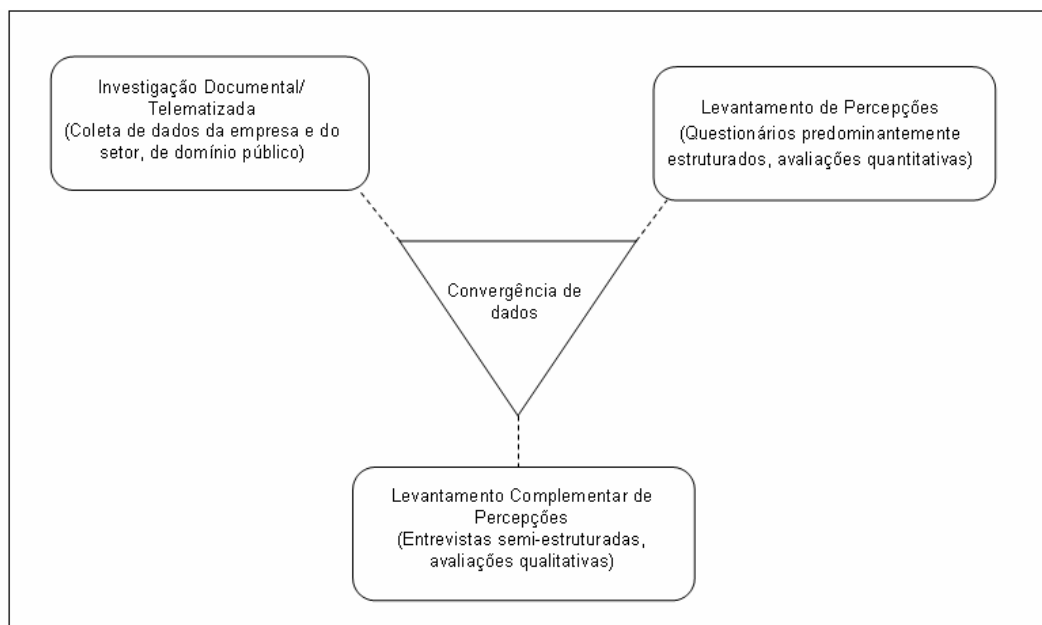 Investigação Documental/
Telematizada
(Coleta de dados da empresa e do
setor, de domínio público)
Levantamento de Percepções
(Questionários predominantemente
estruturados, avaliações quantitativas)
Convergência de
dados
Levantamento Complementar de
Percepções
(Entrevistas semi-estruturadas,
avaliações qualitativas)